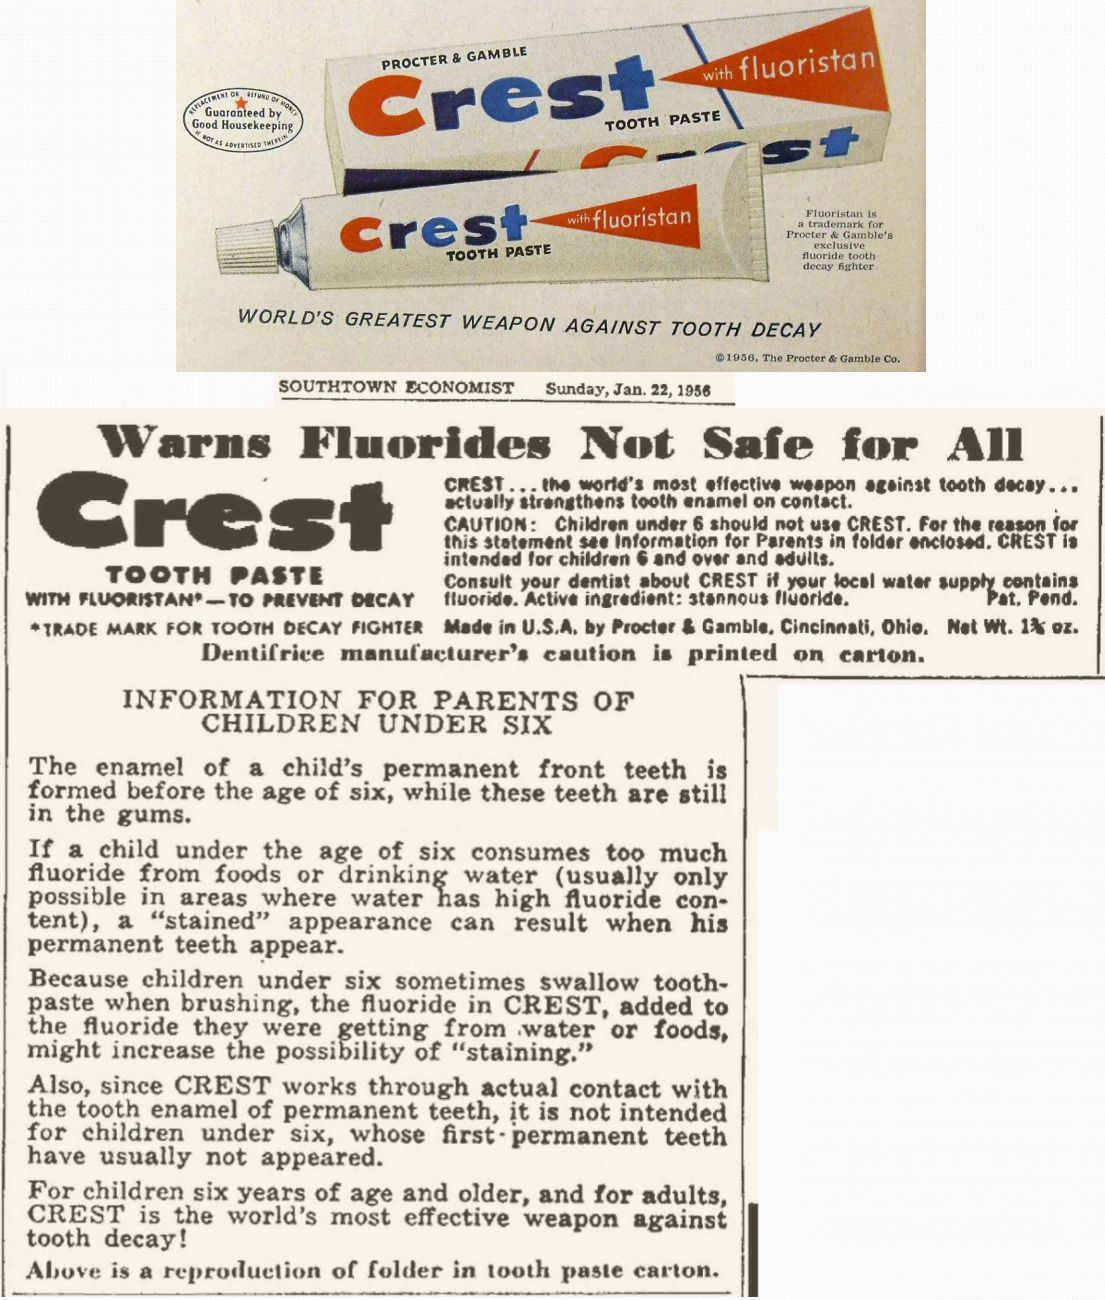 PROCTER & GAMBLE
Crest
TOOTH PASTE
with fluoristan
REPLACEMENT OR REFUND OF MONEY
Guaranteed by
Good Housekeeping
IF NOT AS ADVERTISED THEREIN
Crest
Crest
TOOTH PASTE
with fluoristan
Fluoristan is
a trademark for
Procter & Gamble's
exclusive
fluoride tooth
decay fighter
WORLD'S GREATEST WEAPON AGAINST TOOTH DECAY
©1956, The Procter & Gamble Co.
SOUTHTOWN ECONOMIST Sunday, Jan. 22, 1956
Warns Fluorides Not Safe for All
Crest
TOOTH PASTE
WITH FLUORISTAN*—TO PREVENT DECAY
*TRADE MARK FOR TOOTH DECAY FIGHTER
CREST... the world's most effective weapon against tooth decay...
actually strengthens tooth enamel on contact.
CAUTION: Children under 6 should not use CREST. For the reason for
this statement see Information for Parents in folder enclosed. CREST is
intended for children 6 and over and adults.
Consult your dentist about CREST if your local water supply contains
fluoride. Active ingredient: stannous fluoride. Pat. Pend.
Made in U.S.A. by Procter & Gamble, Cincinnati, Ohio. Net Wt. 1¾ oz.
Dentifrice manufacturer's caution is printed on carton.
INFORMATION FOR PARENTS OF
CHILDREN UNDER SIX
The enamel of a child's permanent front teeth is
formed before the age of six, while these teeth are still
in the gums.
If a child under the age of six consumes too much
fluoride from foods or drinking water (usually only
possible in areas where water has high fluoride con-
tent), a "stained" appearance can result when his
permanent teeth appear.
Because children under six sometimes swallow tooth-
paste when brushing, the fluoride in CREST, added to
the fluoride they were getting from water or foods,
might increase the possibility of "staining."
Also, since CREST works through actual contact with
the tooth enamel of permanent teeth, it is not intended
for children under six, whose first permanent teeth
have usually not appeared.
For children six years of age and older, and for adults,
CREST is the world's most effective weapon against
tooth decay!
Above is a reproduction of folder in tooth paste carton.